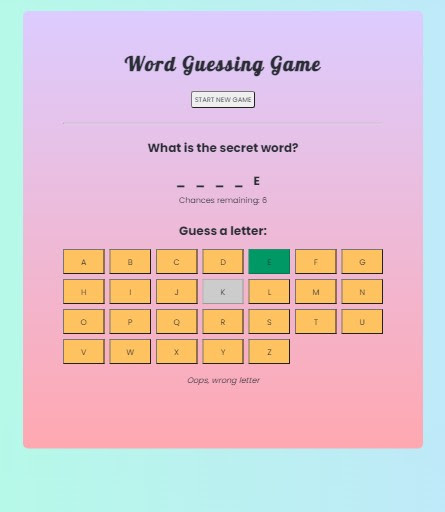 Word Guessing Game
START NEW GAME
What is the secret word?
_ _ _ _ E
Chances remaining: 6
Guess a letter:
A B C D E F G
H I J K L M N
O P Q R S T U
V W X Y Z
Oops, wrong letter